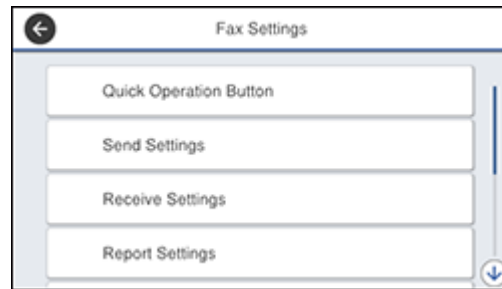 Fax Settings
Quick Operation Button
Send Settings
Receive Settings
Report Settings